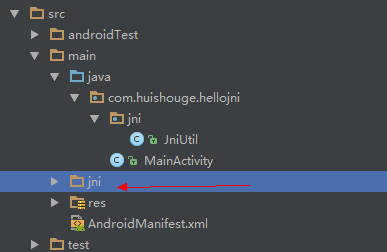 src
androidTest
main
java
com.huishouge.hellojni
jni
JniUtil
MainActivity
jni
res
AndroidManifest.xml
test